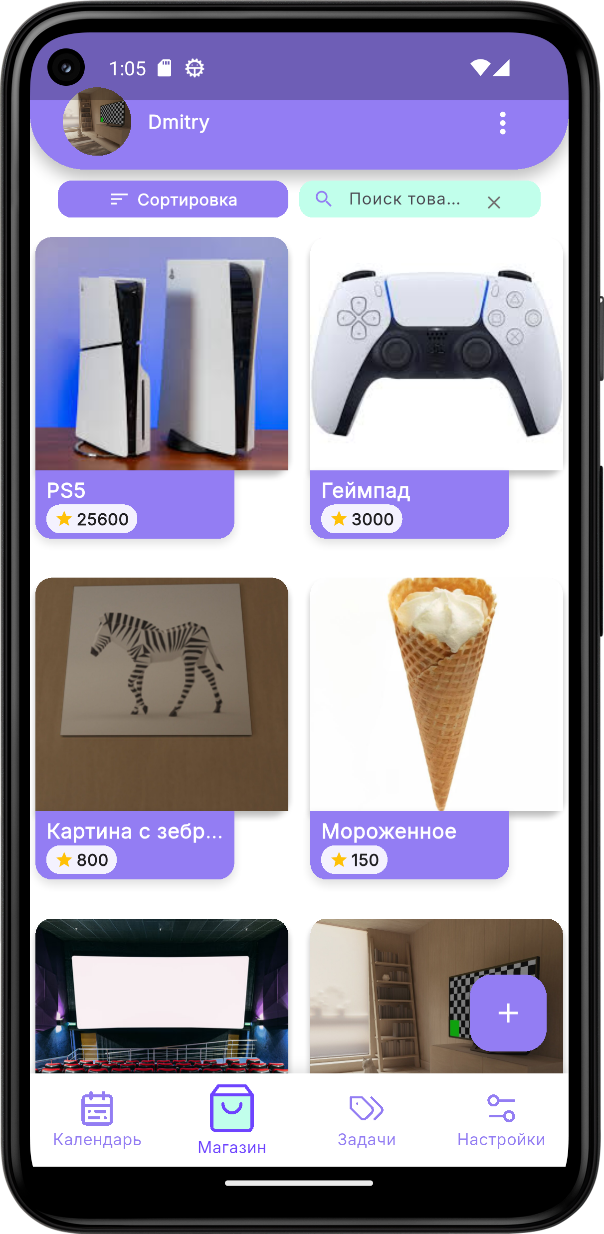 1:05
Dmitry
Сортировка
Поиск това...
PS5
25600
Геймпад
3000
Картина с зебр...
800
Мороженное
150
Календарь
Магазин
Задачи
Настройки